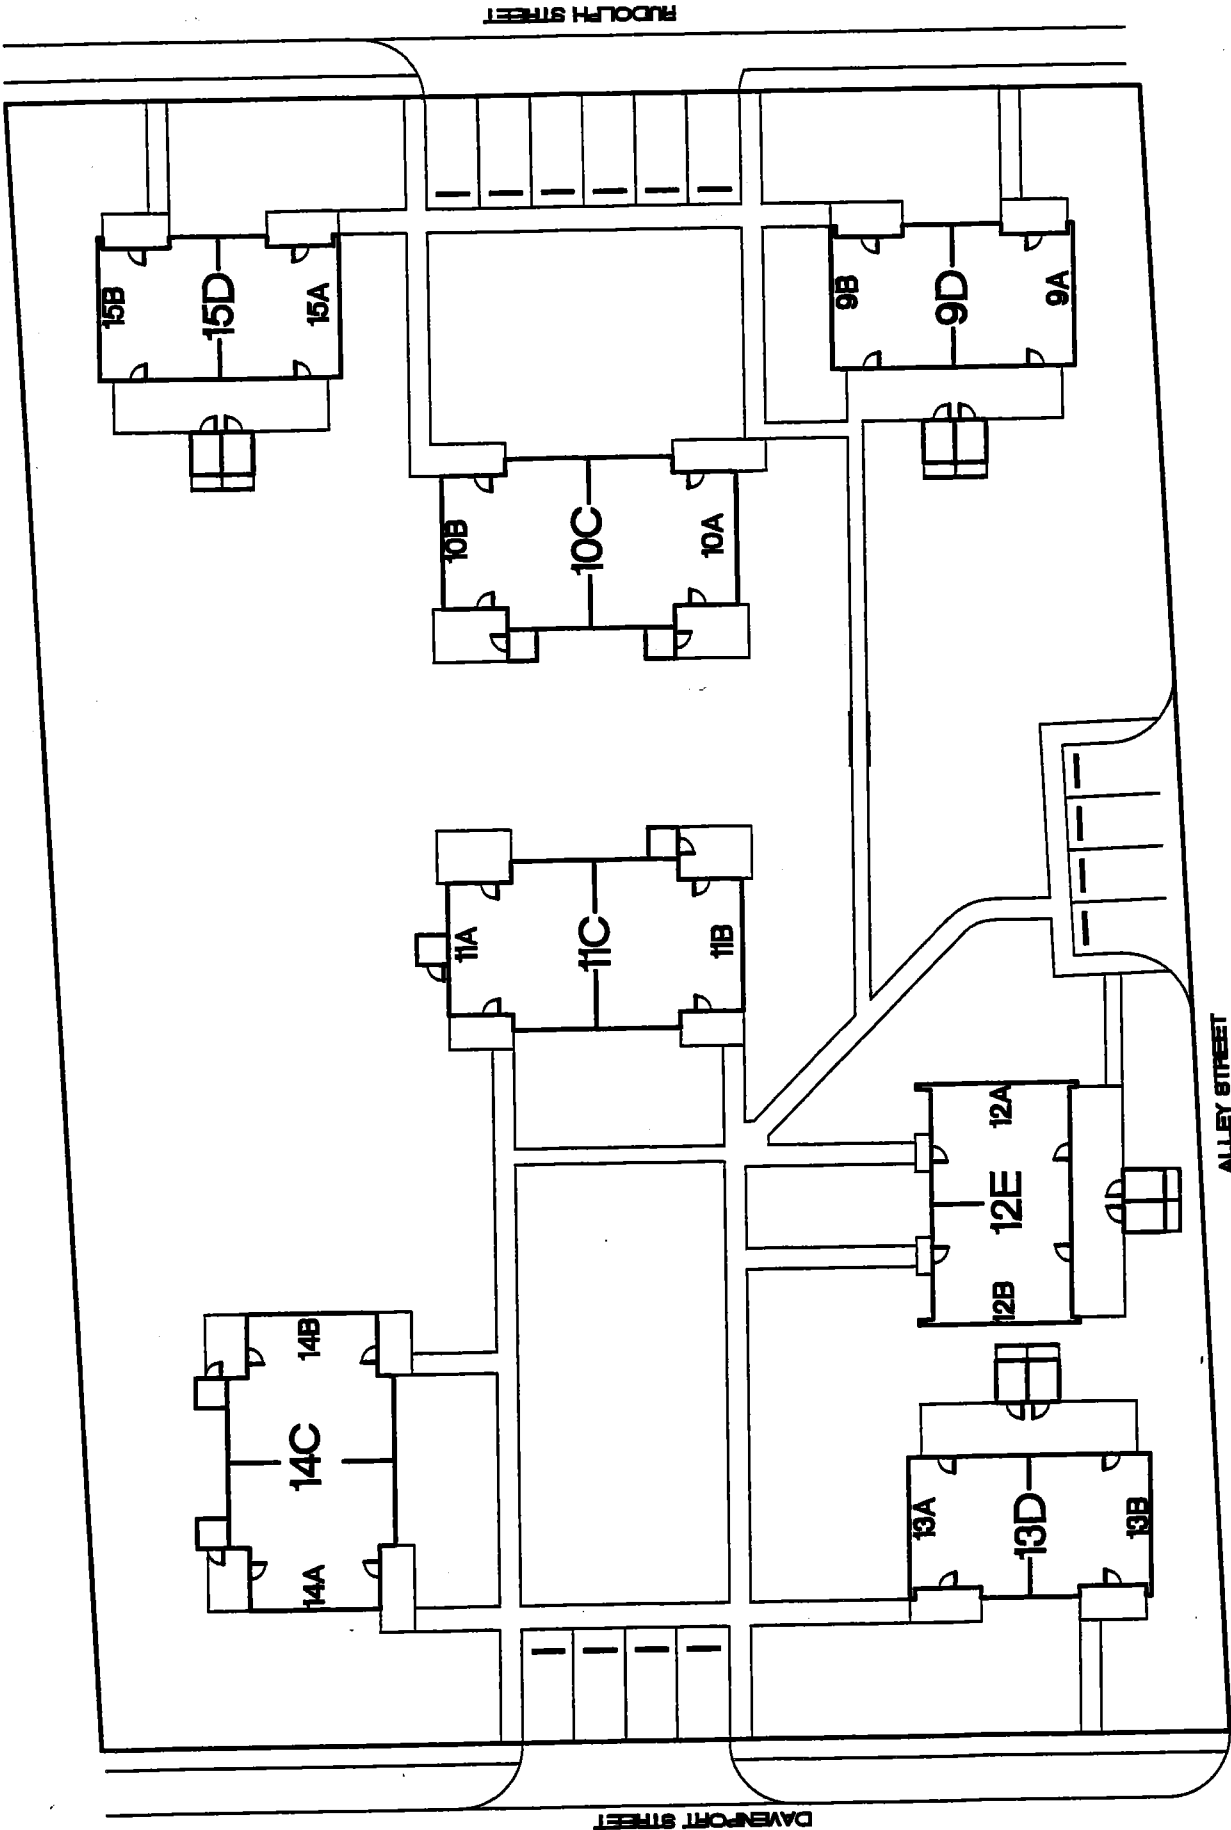 RUDOLPH STREET
15B
15D
15A
9B
9D
9A
10B
10C
10A
11A
11C
11B
12A
12E
12B
14B
14C
14A
13A
13D
13B
ALLEY STREET
DAVENPORT STREET